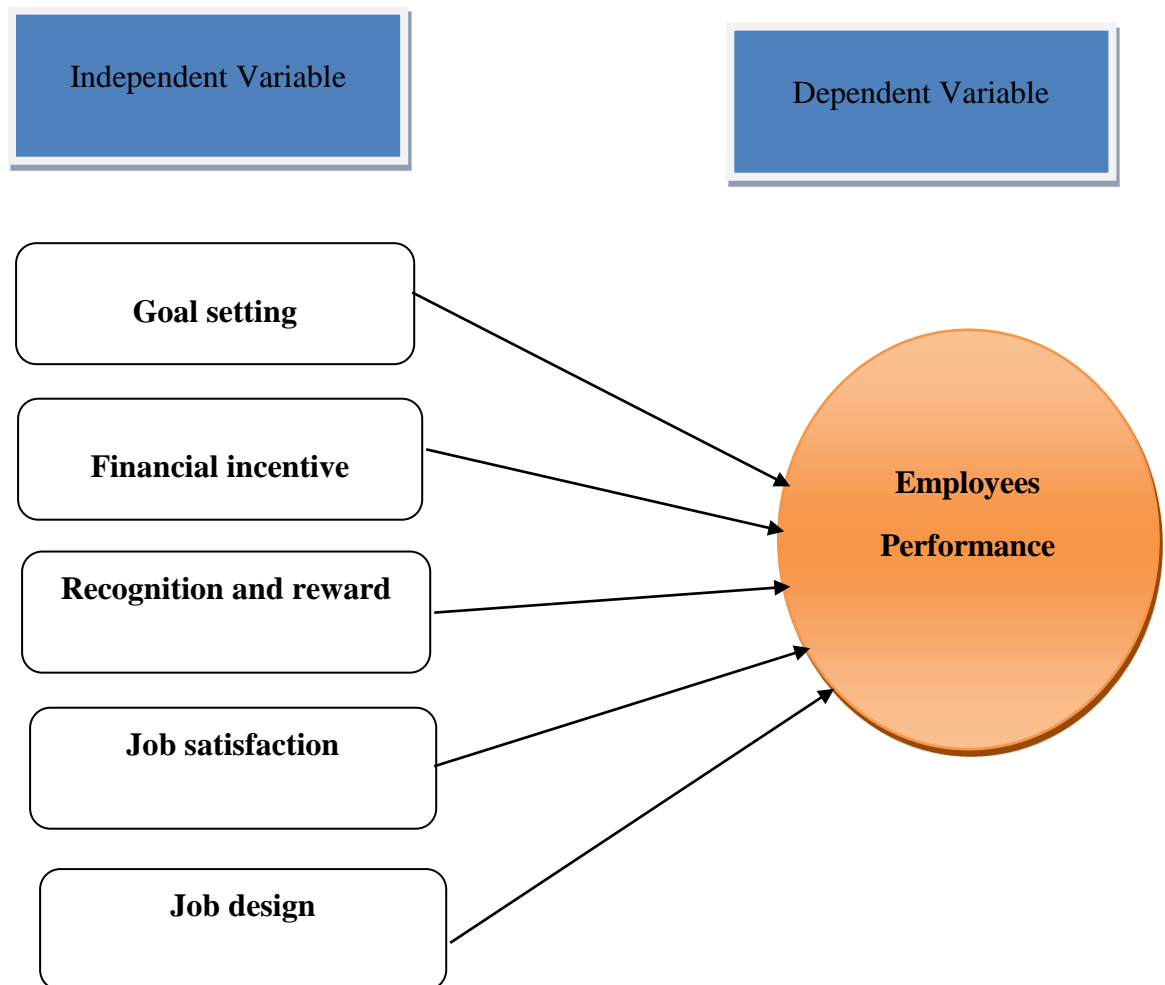 Independent Variable
Dependent Variable
Goal setting
Financial incentive
Recognition and reward
Job satisfaction
Job design
Employees
Performance